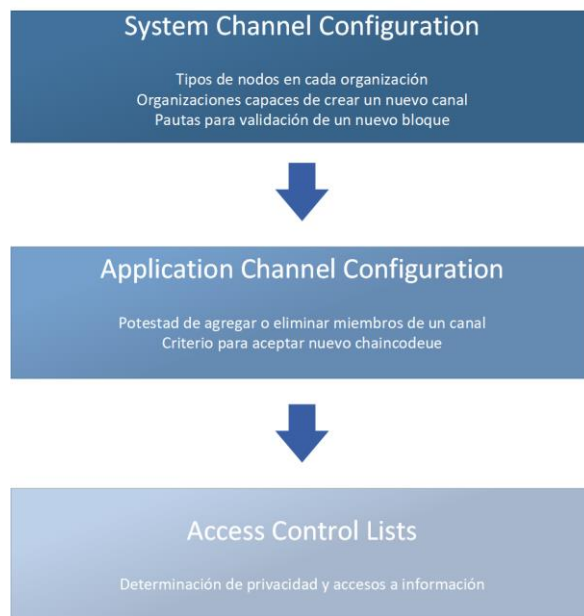 System Channel Configuration
Tipos de nodos en cada organización
Organizaciones capaces de crear un nuevo canal
Pautas para validación de un nuevo bloque
Application Channel Configuration
Potestad de agregar o eliminar miembros de un canal
Criterio para aceptar nuevo chaincodeue
Access Control Lists
Determinación de privacidad y accesos a información